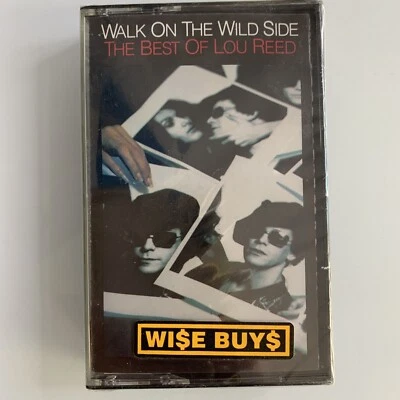 WALK ON THE WILD SIDE
THE BEST OF LOU REED
WI$E BUY$